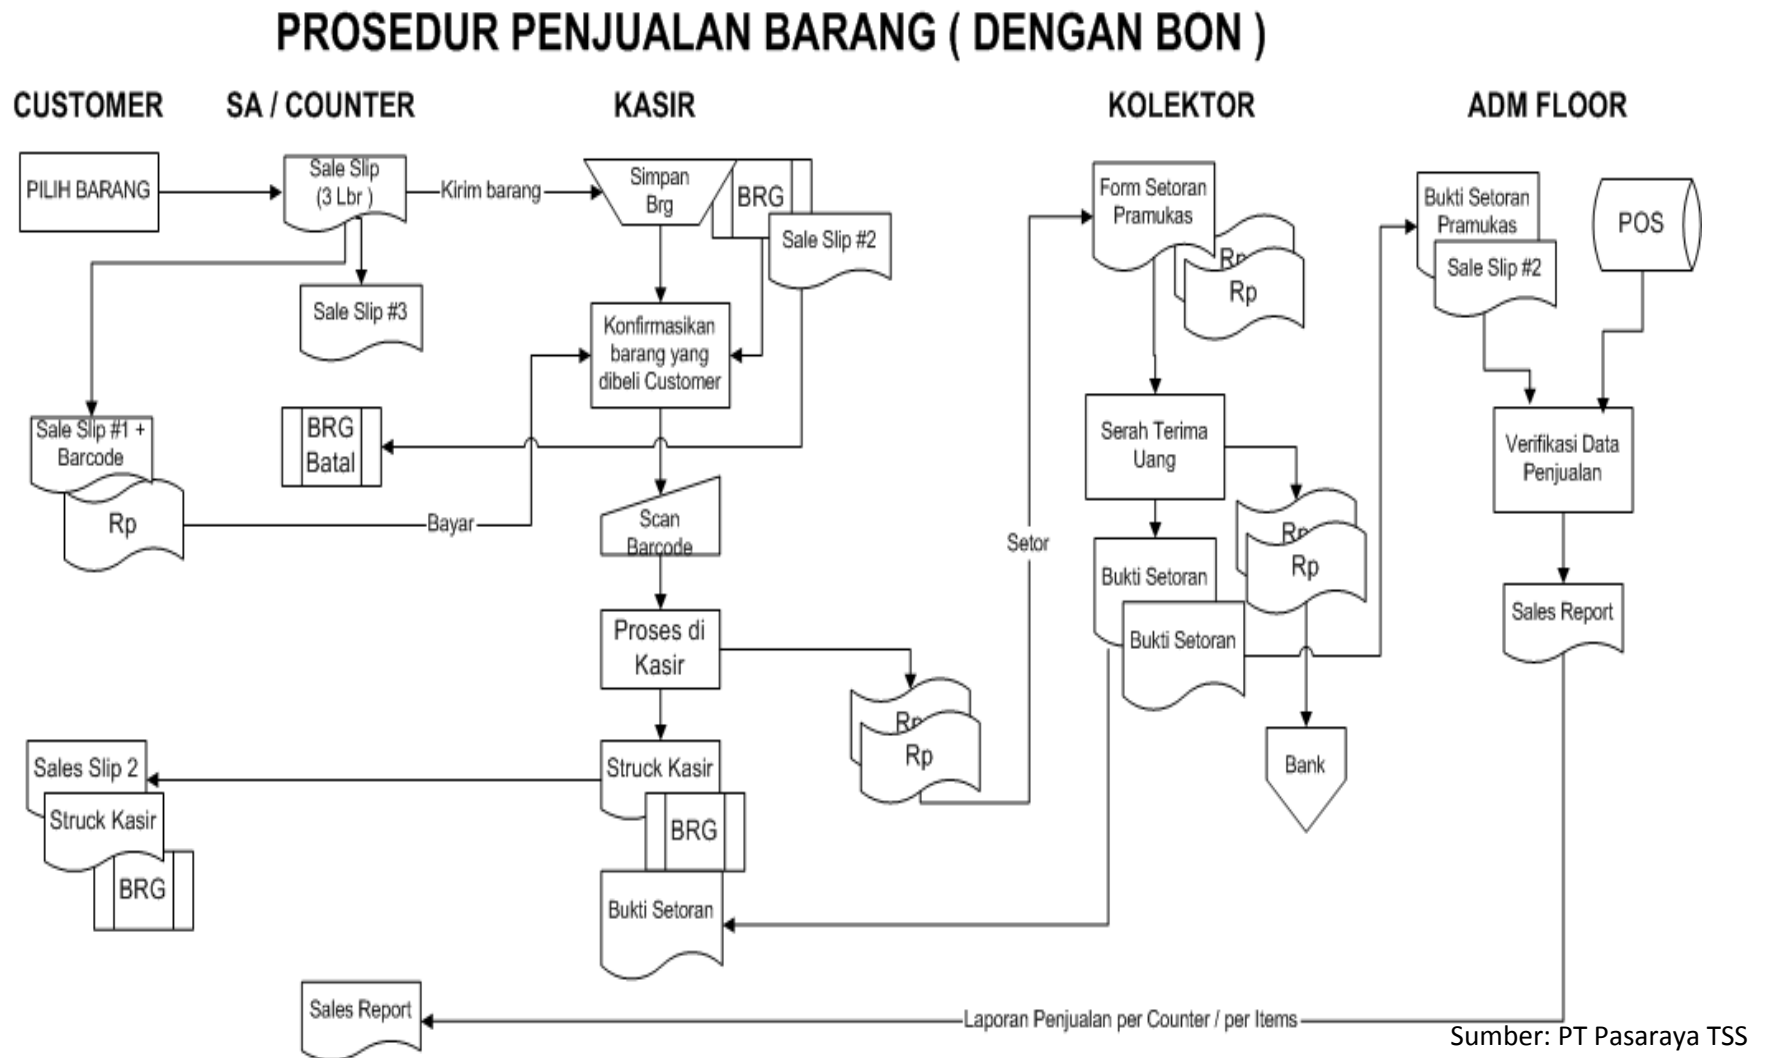 PROSEDUR PENJUALAN BARANG ( DENGAN BON )
CUSTOMER
SA / COUNTER
KASIR
KOLEKTOR
ADM FLOOR
PILIH BARANG
Sale Slip
(3 Lbr )
Kirim barang
Simpan
Brg
BRG
Sale Slip #2
Sale Slip #3
Konfirmasikan
barang yang
dibeli Customer
Sale Slip #1 +
Barcode
Rp
Bayar
BRG
Batal
Scan
Barcode
Proses di
Kasir
Rp
Rp
Setor
Struck Kasir
BRG
Bukti Setoran
Sales Slip 2
Struck Kasir
BRG
Form Setoran
Pramukas
Rp
Rp
Serah Terima
Uang
Rp
Rp
Bukti Setoran
Bukti Setoran
Bank
Bukti Setoran
Pramukas
Sale Slip #2
POS
Verifikasi Data
Penjualan
Sales Report
Laporan Penjualan per Counter / per Items
Sales Report
Sumber: PT Pasaraya TSS